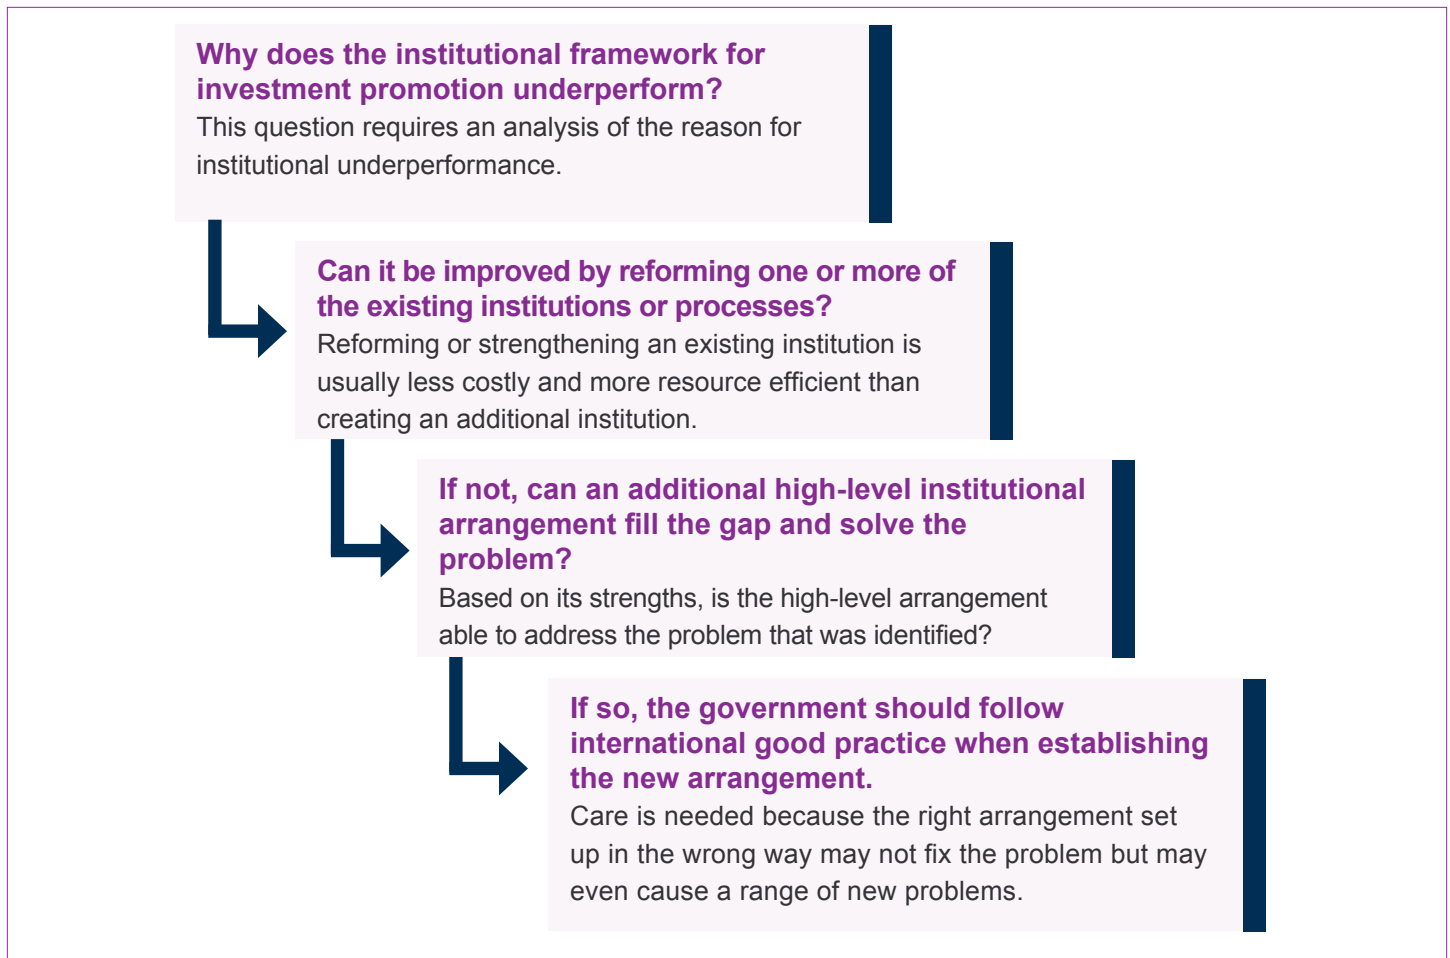 Why does the institutional framework for
investment promotion underperform?
This question requires an analysis of the reason for
institutional underperformance.
Can it be improved by reforming one or more of
the existing institutions or processes?
Reforming or strengthening an existing institution is
usually less costly and more resource efficient than
creating an additional institution.
If not, can an additional high-level institutional
arrangement fill the gap and solve the
problem?
Based on its strengths, is the high-level arrangement
able to address the problem that was identified?
If so, the government should follow
international good practice when establishing
the new arrangement.
Care is needed because the right arrangement set
up in the wrong way may not fix the problem but may
even cause a range of new problems.